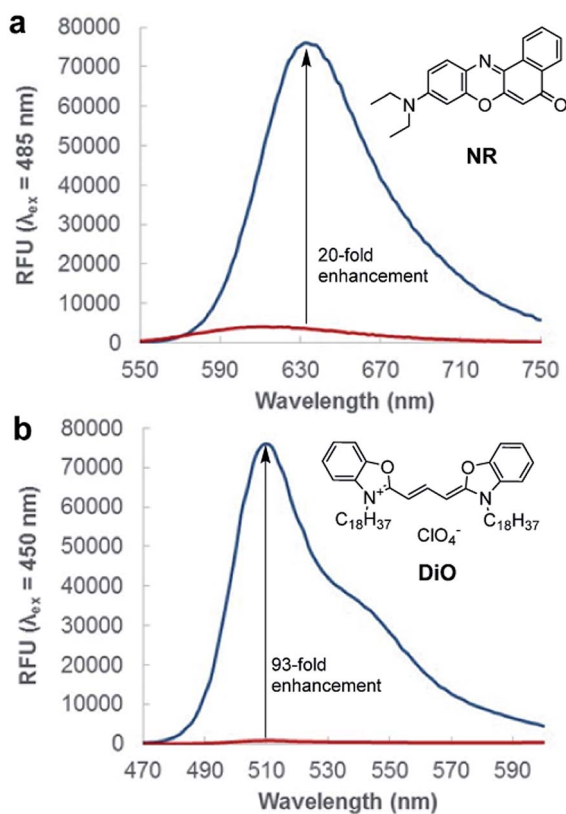 a
80000
70000
60000
50000
40000
30000
20000
10000
0
RFU (λex = 485 nm)
N
N
O
O
NR
20-fold
enhancement
550 590 630 670 710 750
Wavelength (nm)
b
80000
70000
60000
50000
40000
30000
20000
10000
0
RFU (λex = 450 nm)
O
O
N+
N
C18H37
C18H37
ClO4-
DiO
93-fold
enhancement
470 490 510 530 550 570 590
Wavelength (nm)